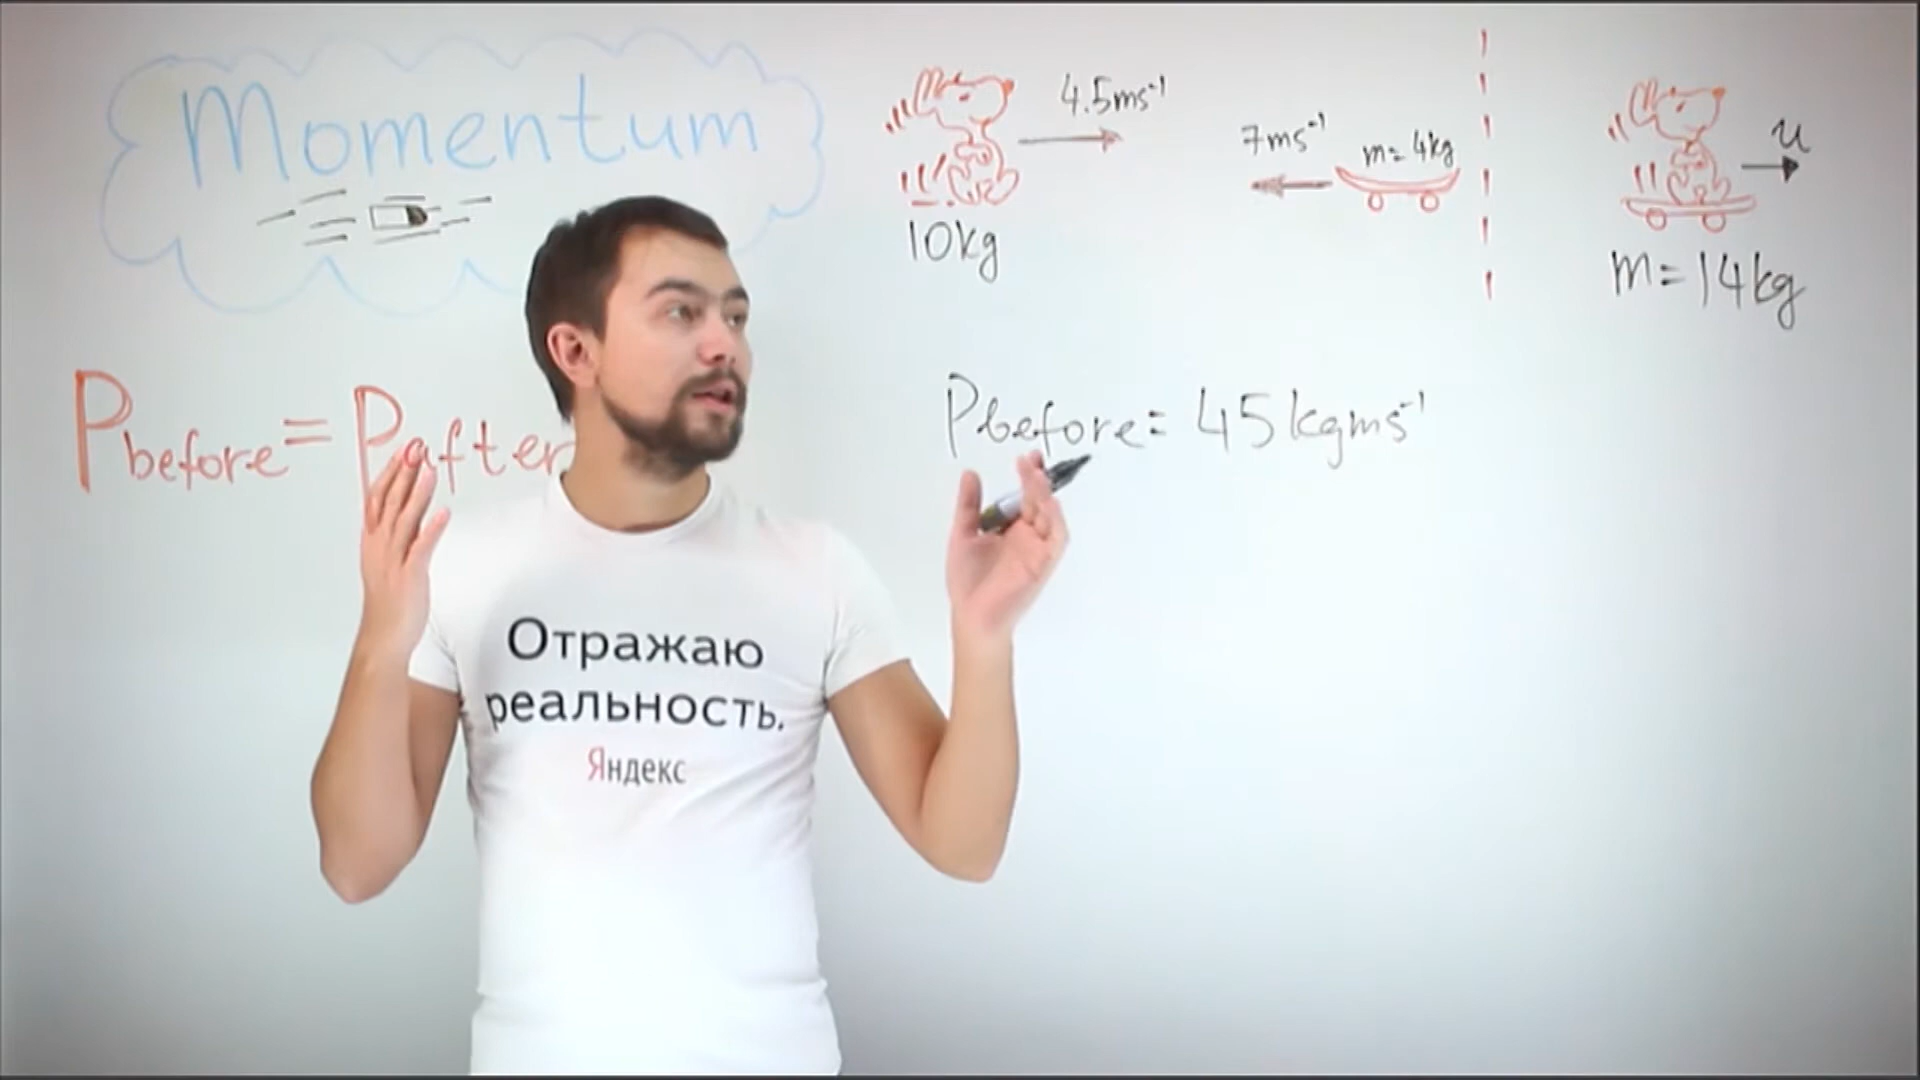 Momentum
4.5ms⁻¹
10kg
7ms⁻¹
m=4kg
u
m=14kg
Pbefore=Pafter
Pbefore= 45kgms⁻¹
Отражаю
реальность.
Яндекс